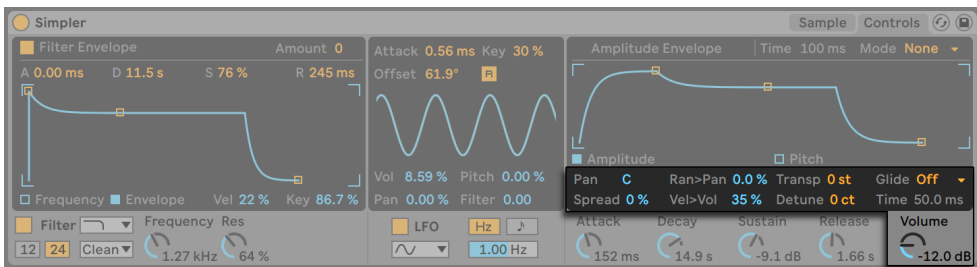 Simpler Sample Controls
Filter Envelope Amount 0
A 0.00 ms D 11.5 s S 76 % R 245 ms
Frequency Envelope Vel 22 % Key 86.7 %
Filter
12 24 Clean
Frequency Res
1.27 kHz 64 %
Attack 0.56 ms Key 30 %
Offset 61.9° R
Vol 8.59 % Pitch 0.00 %
Pan 0.00 % Filter 0.00
LFO Hz ♪
1.00 Hz
Amplitude Envelope Time 100 ms Mode None
Amplitude Pitch
Pan C Ran>Pan 0.0 % Transp 0 st Glide Off
Spread 0 % Vel>Vol 35 % Detune 0 ct Time 50.0 ms
Attack Decay Sustain Release Volume
152 ms 14.9 s -9.1 dB 1.66 s -12.0 dB